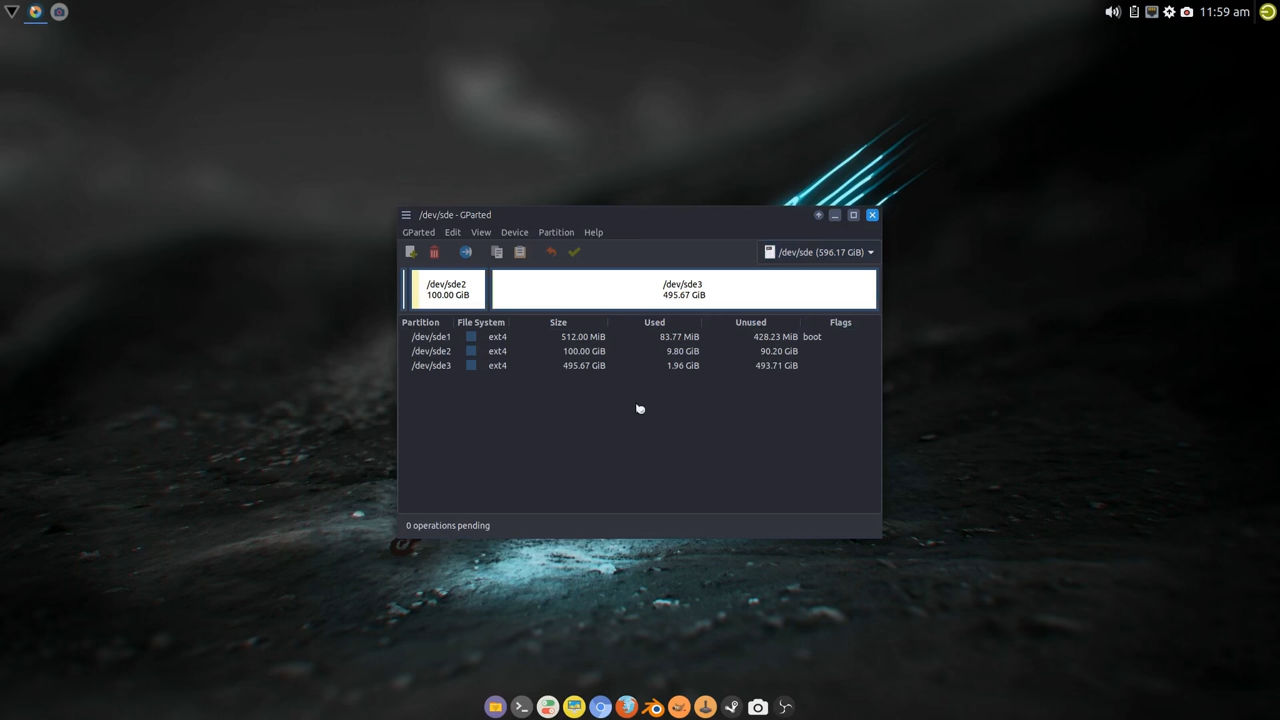 11:59 am
/dev/sde - GParted
GParted Edit View Device Partition Help
/dev/sde (596.17 GiB)
/dev/sde2
100.00 GiB
/dev/sde3
495.67 GiB
Partition File System Size Used Unused Flags
/dev/sde1 ext4 512.00 MiB 83.77 MiB 428.23 MiB boot
/dev/sde2 ext4 100.00 GiB 9.80 GiB 90.20 GiB
/dev/sde3 ext4 495.67 GiB 1.96 GiB 493.71 GiB
0 operations pending